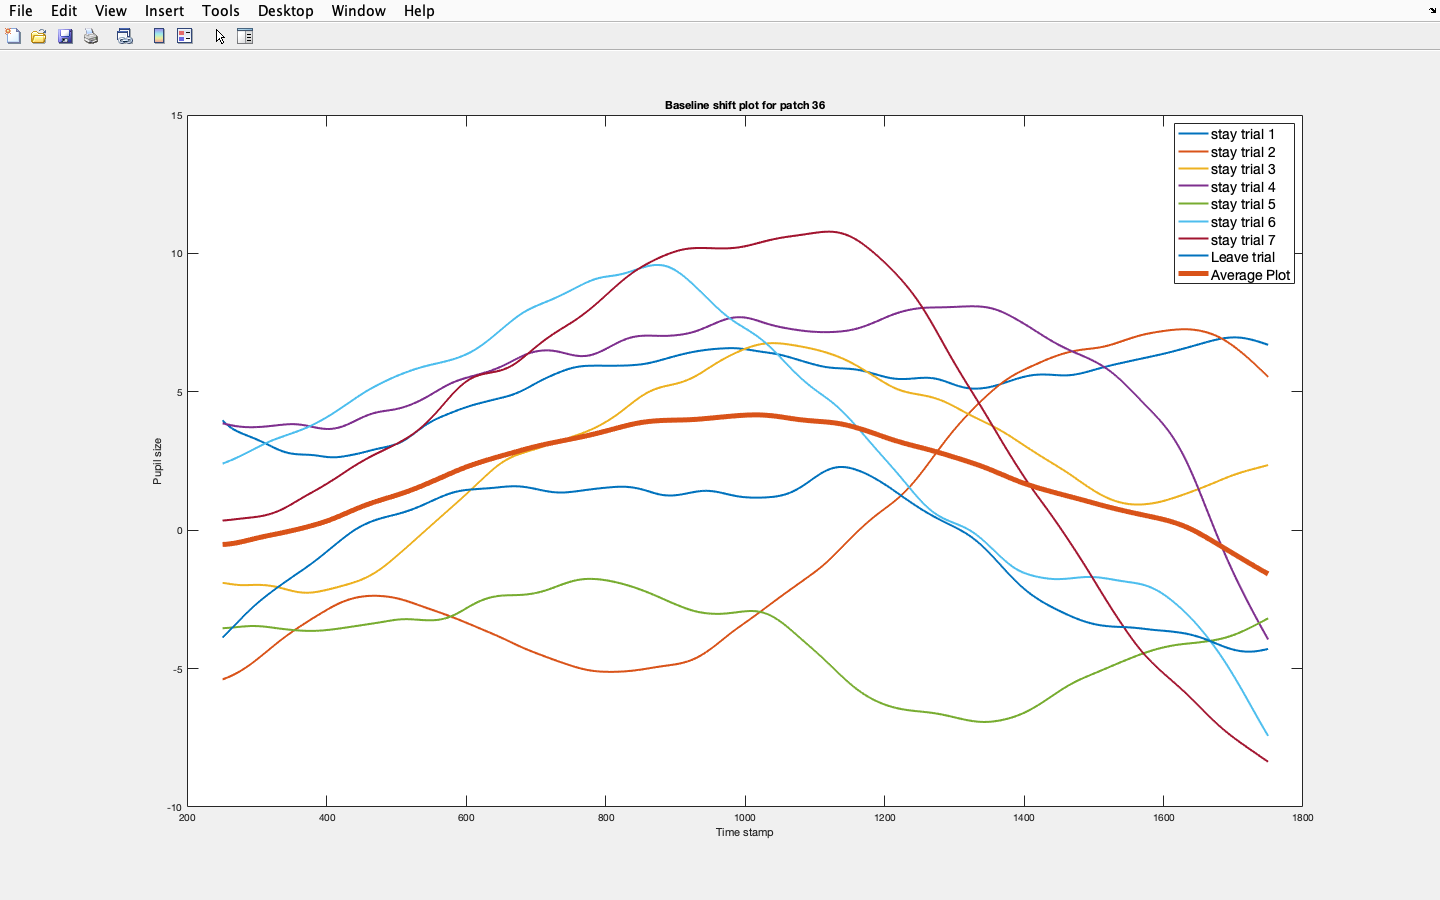 File Edit View Insert Tools Desktop Window Help
Baseline shift plot for patch 36
15
10
5
0
-5
-10
Pupil size
200 400 600 800 1000 1200 1400 1600 1800
Time stamp
stay trial 1
stay trial 2
stay trial 3
stay trial 4
stay trial 5
stay trial 6
stay trial 7
Leave trial
Average Plot